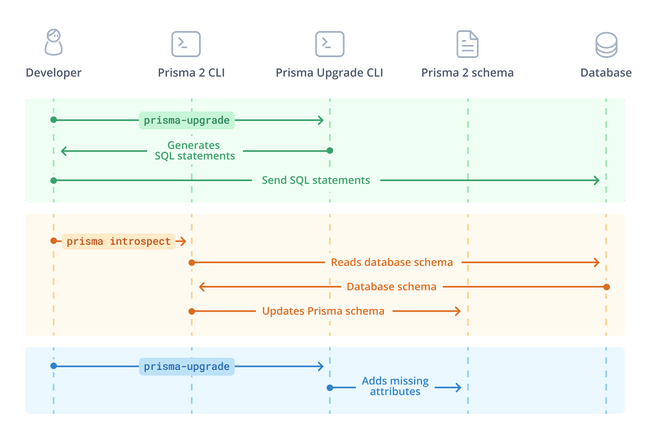 Developer
Prisma 2 CLI
Prisma Upgrade CLI
Prisma 2 schema
Database
prisma-upgrade
Generates
SQL statements
Send SQL statements
prisma introspect
Reads database schema
Database schema
Updates Prisma schema
prisma-upgrade
Adds missing
attributes